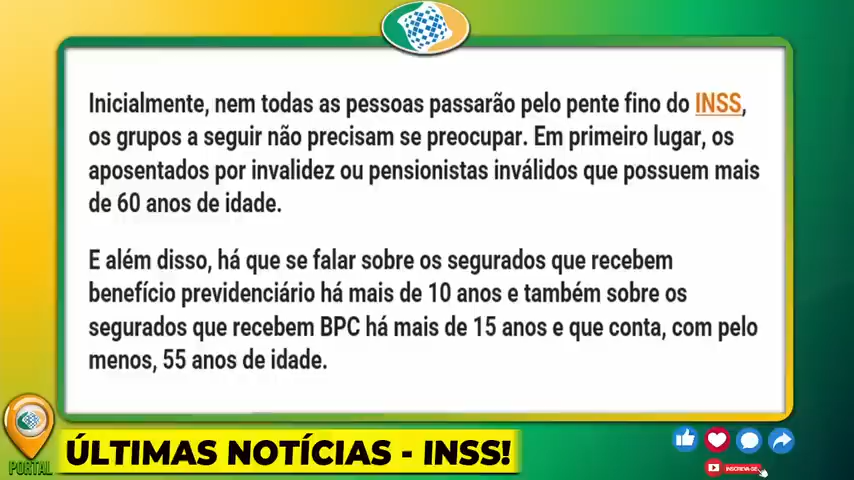 Inicialmente, nem todas as pessoas passarão pelo pente fino do INSS,
os grupos a seguir não precisam se preocupar. Em primeiro lugar, os
aposentados por invalidez ou pensionistas inválidos que possuem mais
de 60 anos de idade.
E além disso, há que se falar sobre os segurados que recebem
benefício previdenciário há mais de 10 anos e também sobre os
segurados que recebem BPC há mais de 15 anos e que conta, com pelo
menos, 55 anos de idade.
PORTAL
ÚLTIMAS NOTÍCIAS - INSS!
INSCREVA-SE